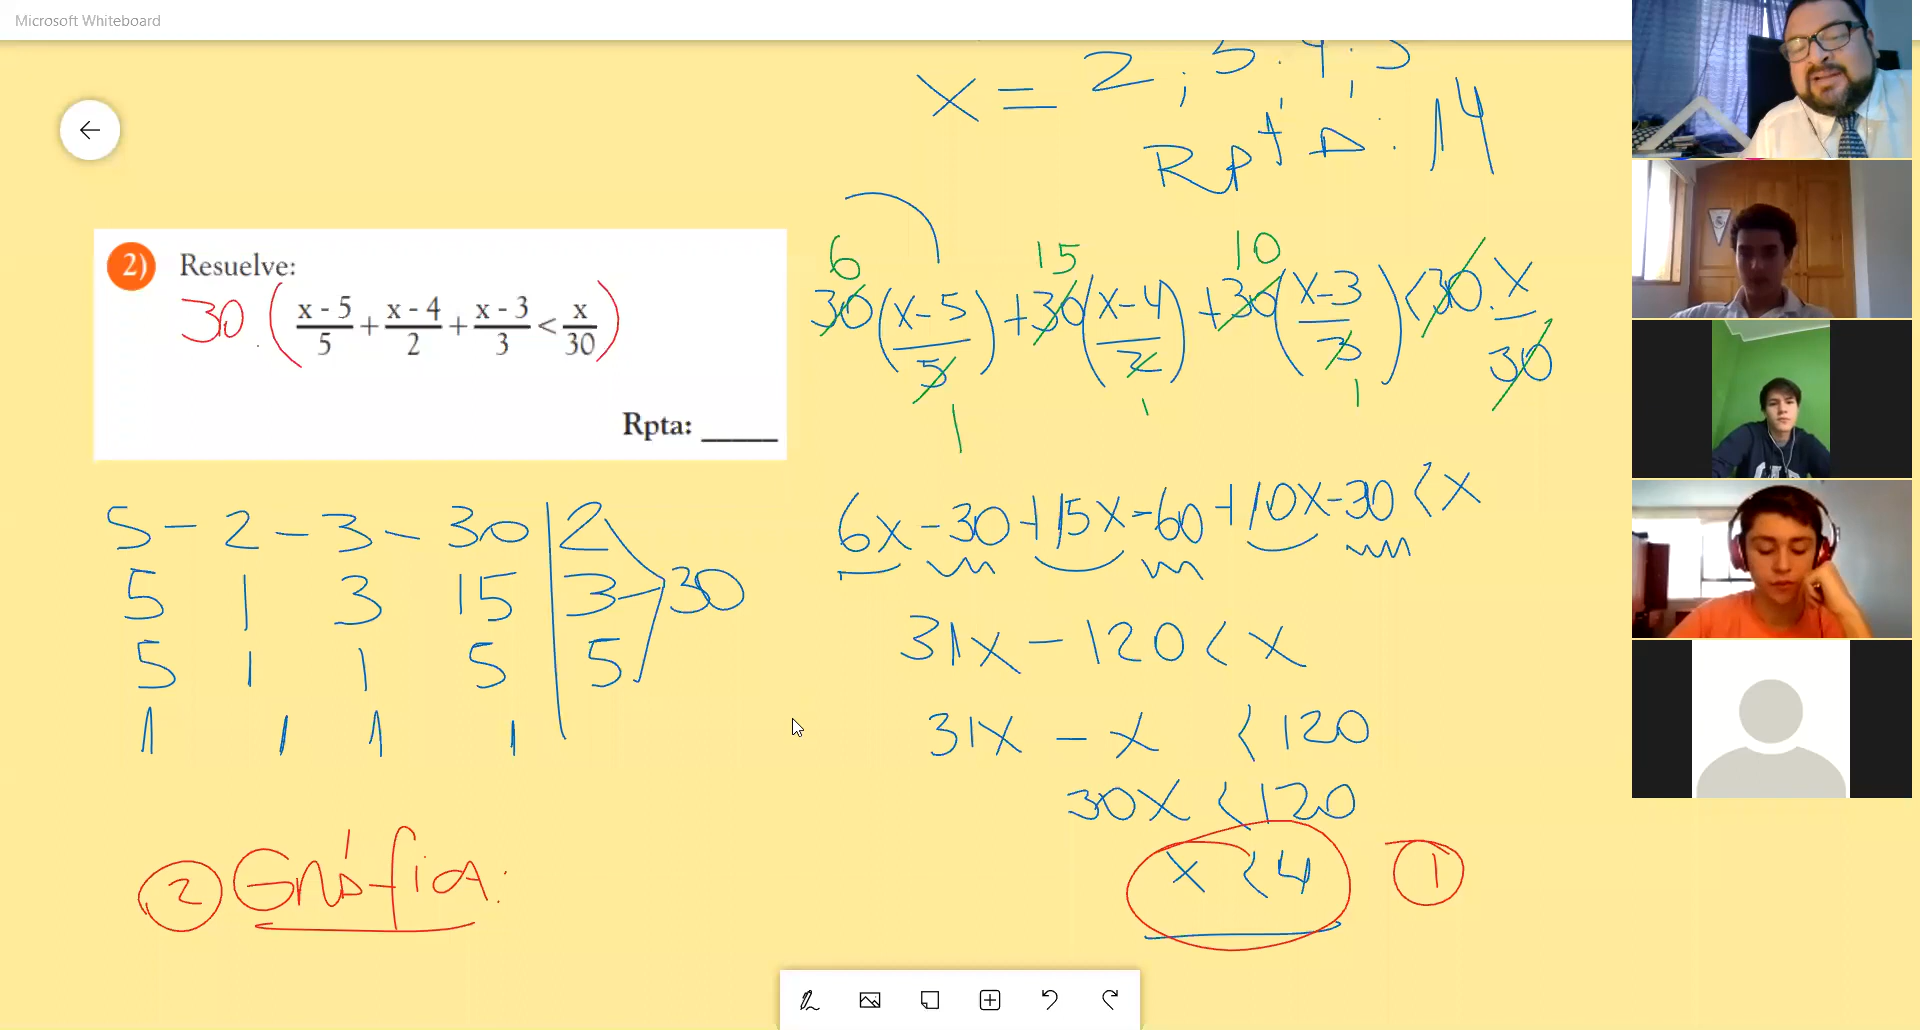 Microsoft Whiteboard
x = 2 ; 3 ; 4 ; 5
Rpta : 14
2) Resuelve:
30 . ( x - 5 / 5 + x - 4 / 2 + x - 3 / 3 < x / 30 )
Rpta: _____
6 15 10
30 ( x - 5 / 5 ) + 30 ( x - 4 / 2 ) + 30 ( x - 3 / 3 ) < 30 . x / 30
1 1 1
6x - 30 + 15x - 60 + 10x - 30 < x
31x - 120 < x
31x - x < 120
30x < 120
x < 4 1
5 - 2 - 3 - 30 | 2
5 1 3 15 | 3 30
5 1 1 5 | 5
1 1 1 1
2 Gráfica: